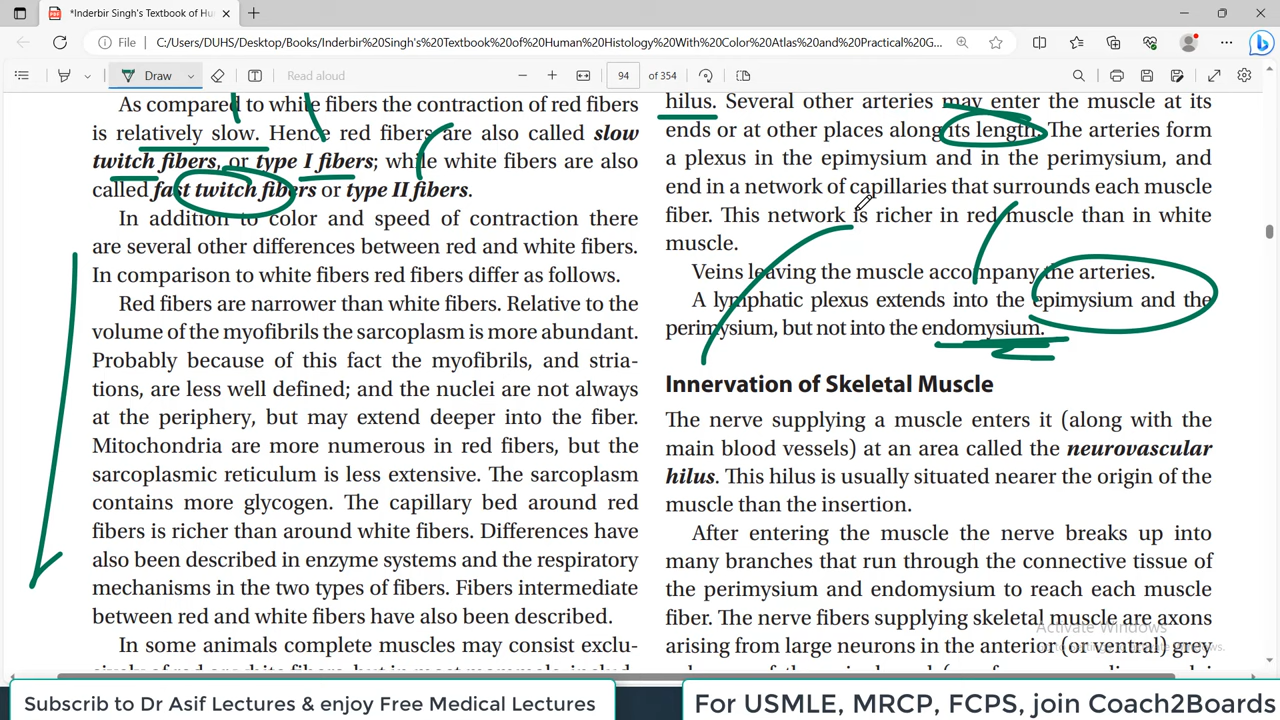 *Inderbir Singh's Textbook of Hu
File
C:/Users/DUHS/Desktop/Books/Inderbir%20Singh's%20Textbook%20of%20Human%20Histology%20With%20Color%20Atlas%20and%20Practical%20G...
Draw
Read aloud
94
of 354
As compared to white fibers the contraction of red fibers
is relatively slow. Hence red fibers are also called slow
twitch fibers, or type I fibers; while white fibers are also
called fast twitch fibers or type II fibers.
In addition to color and speed of contraction there
are several other differences between red and white fibers.
In comparison to white fibers red fibers differ as follows.
Red fibers are narrower than white fibers. Relative to the
volume of the myofibrils the sarcoplasm is more abundant.
Probably because of this fact the myofibrils, and stria-
tions, are less well defined; and the nuclei are not always
at the periphery, but may extend deeper into the fiber.
Mitochondria are more numerous in red fibers, but the
sarcoplasmic reticulum is less extensive. The sarcoplasm
contains more glycogen. The capillary bed around red
fibers is richer than around white fibers. Differences have
also been described in enzyme systems and the respiratory
mechanisms in the two types of fibers. Fibers intermediate
between red and white fibers have also been described.
In some animals complete muscles may consist exclu-
hilus. Several other arteries may enter the muscle at its
ends or at other places along its length. The arteries form
a plexus in the epimysium and in the perimysium, and
end in a network of capillaries that surrounds each muscle
fiber. This network is richer in red muscle than in white
muscle.
Veins leaving the muscle accompany the arteries.
A lymphatic plexus extends into the epimysium and the
perimysium, but not into the endomysium.
Innervation of Skeletal Muscle
The nerve supplying a muscle enters it (along with the
main blood vessels) at an area called the neurovascular
hilus. This hilus is usually situated nearer the origin of the
muscle than the insertion.
After entering the muscle the nerve breaks up into
many branches that run through the connective tissue of
the perimysium and endomysium to reach each muscle
fiber. The nerve fibers supplying skeletal muscle are axons
arising from large neurons in the anterior (or ventral) grey
Activate Windows
Subscrib to Dr Asif Lectures & enjoy Free Medical Lectures
For USMLE, MRCP, FCPS, join Coach2Boards